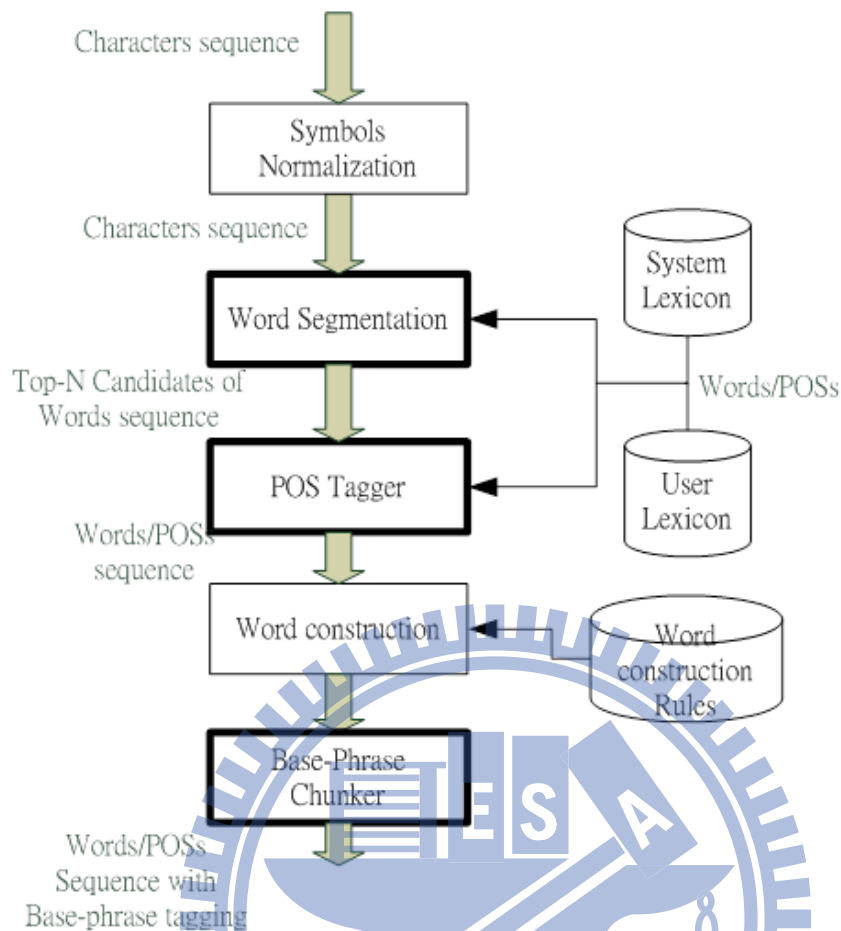 Characters sequence
Symbols
Normalization
Characters sequence
System
Lexicon
Word Segmentation
Top-N Candidates of
Words sequence
Words/POSs
POS Tagger
User
Lexicon
Words/POSs
sequence
Word construction
Word
construction
Rules
Base-Phrase
Chunker
E S A
Words/POSs
Sequence with
Base-phrase tagging
8